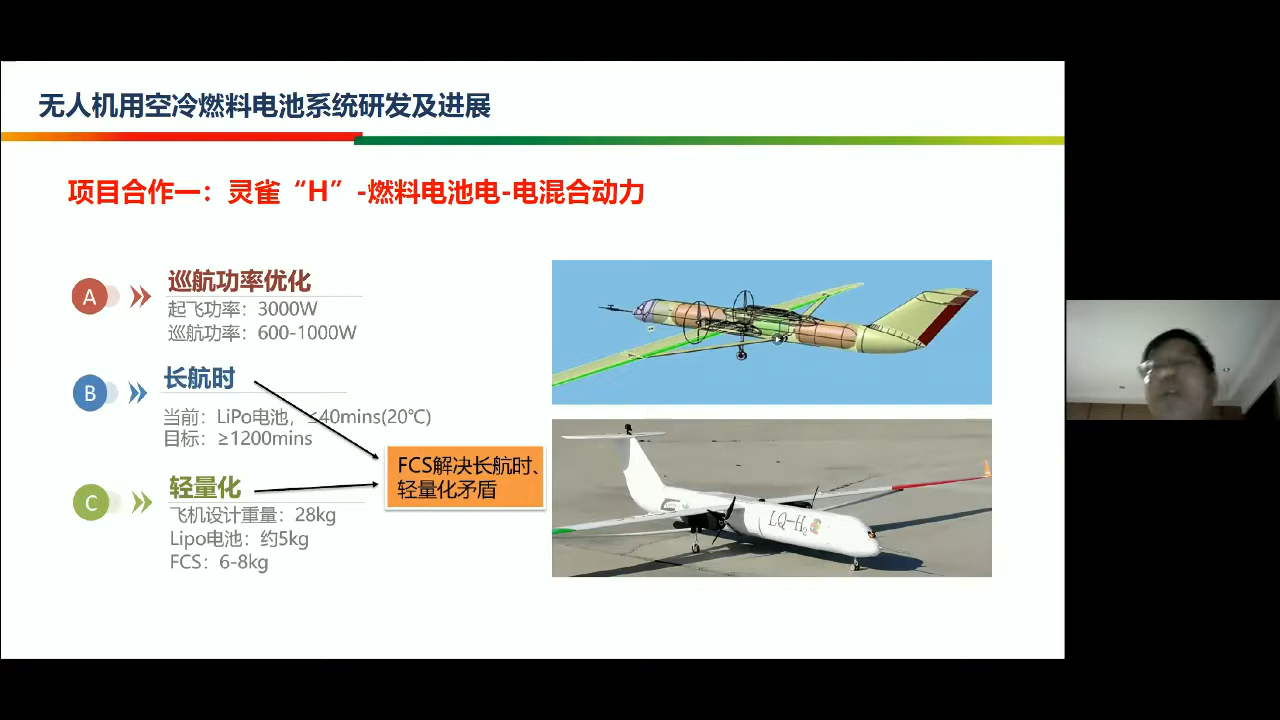 无人机用空冷燃料电池系统研发及进展
项目合作一：灵雀“H”-燃料电池电-电混合动力
A
巡航功率优化
起飞功率：3000W
巡航功率：600-1000W
B
长航时
当前：LiPo电池，≤40mins(20℃)
目标：≥1200mins
C
轻量化
飞机设计重量：28kg
Lipo电池：约5kg
FCS：6-8kg
FCS解决长航时、
轻量化矛盾
LQ-H2